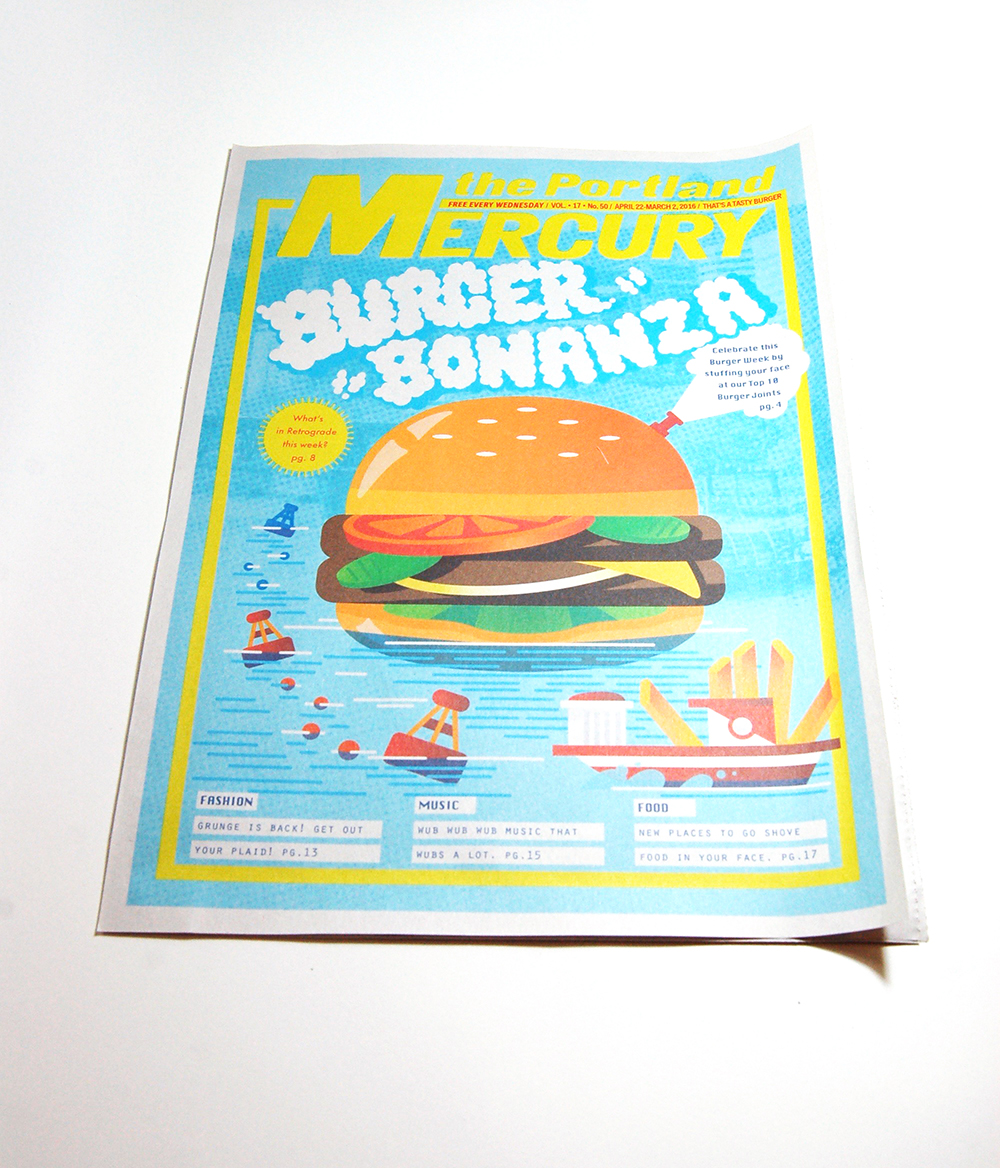 the Portland
FREE EVERY WEDNESDAY / VOL. • 17 • No. 50 / APRIL 22-MARCH 2, 2016 / THAT'S A TASTY BURGER
MERCURY
BURGER
BONANZA
Celebrate this
Burger Week by
stuffing your face
at our Top 10
Burger Joints
pg. 4
What's
in Retrograde
this week?
pg. 8
FASHION
GRUNGE IS BACK! GET OUT
YOUR PLAID! PG.13
MUSIC
WUB WUB WUB MUSIC THAT
WUBS A LOT. PG.15
FOOD
NEW PLACES TO GO SHOVE
FOOD IN YOUR FACE. PG.17